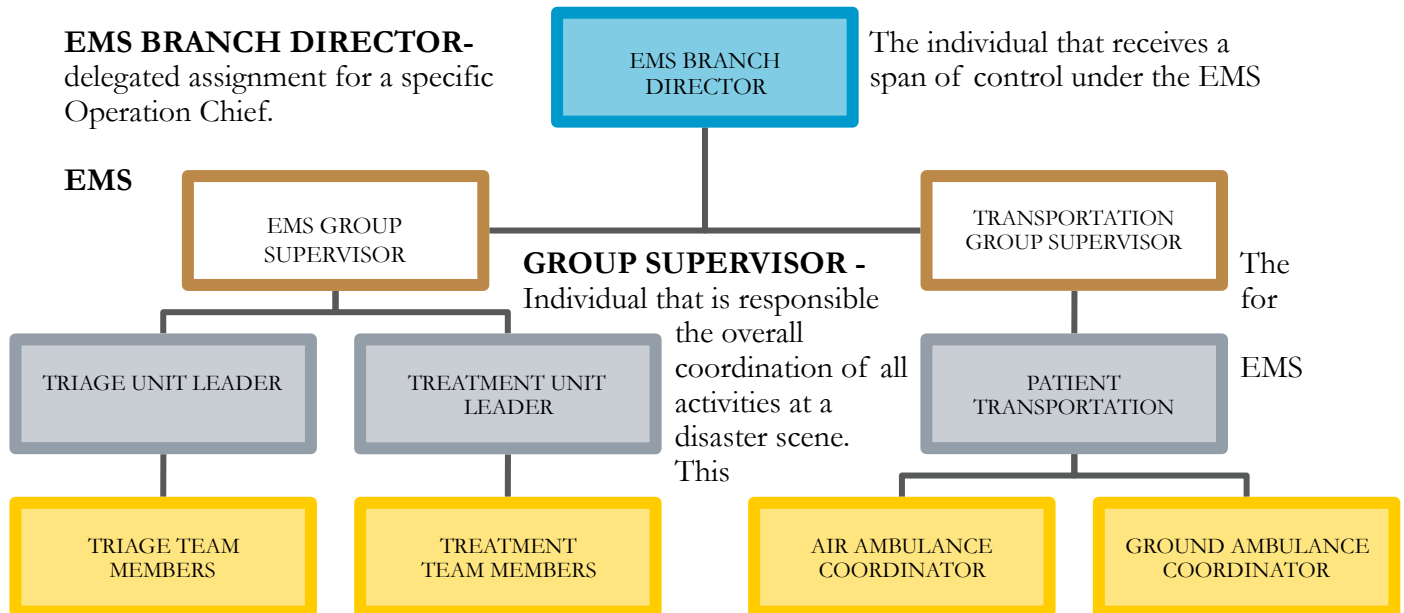 EMS BRANCH DIRECTOR-
The individual that receives a
delegated assignment for a specific
span of control under the EMS
Operation Chief.
EMS BRANCH
DIRECTOR
EMS
EMS GROUP
SUPERVISOR
TRANSPORTATION
GROUP SUPERVISOR
GROUP SUPERVISOR -
The
Individual that is responsible
for
the overall
coordination of all
EMS
activities at a
disaster scene.
This
TRIAGE UNIT LEADER
TREATMENT UNIT
LEADER
PATIENT
TRANSPORTATION
TRIAGE TEAM
MEMBERS
TREATMENT
TEAM MEMBERS
AIR AMBULANCE
COORDINATOR
GROUND AMBULANCE
COORDINATOR